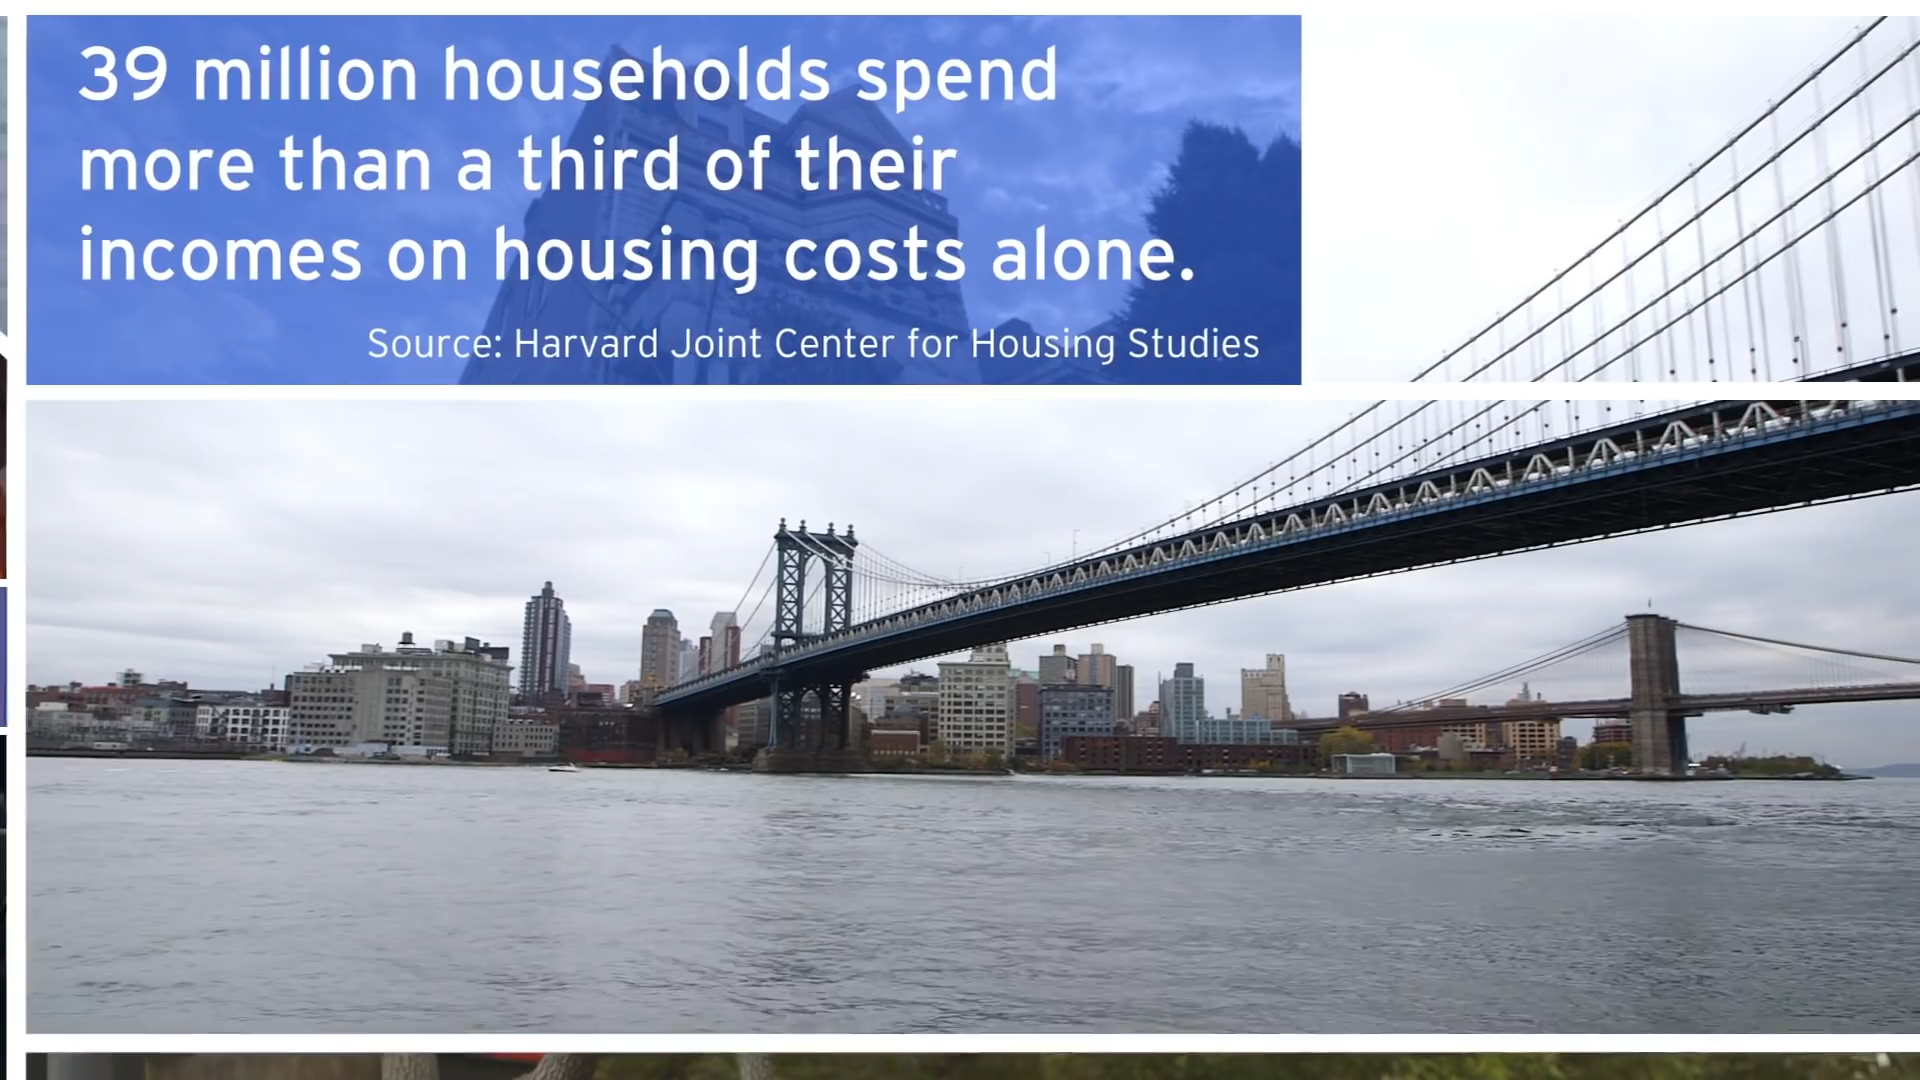 39 million households spend
more than a third of their
incomes on housing costs alone.
Source: Harvard Joint Center for Housing Studies